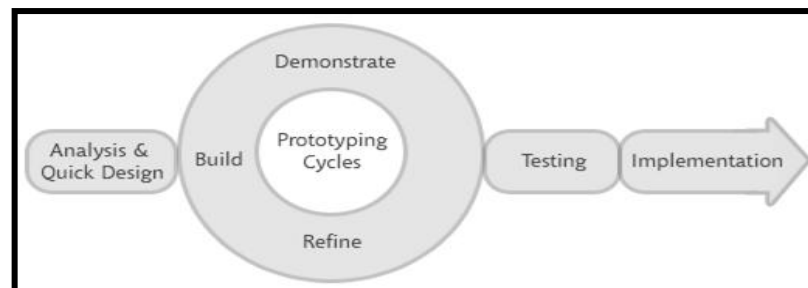 Analysis &
Quick Design
Demonstrate
Build
Prototyping
Cycles
Refine
Testing
Implementation